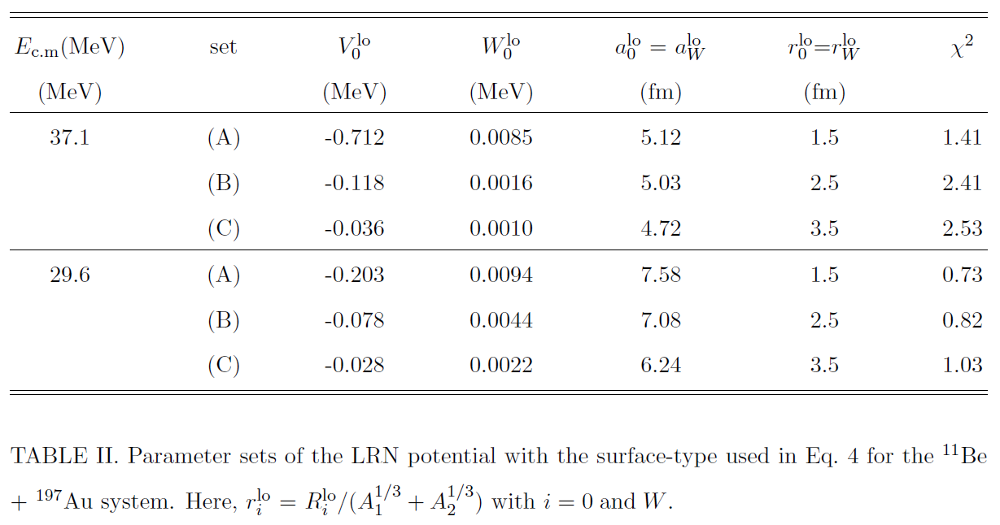 E_c.m(MeV) set V_0^lo W_0^lo a_0^lo = a_W^lo r_0^lo=r_W^lo χ^2
(MeV) (MeV) (MeV) (fm) (fm)
37.1 (A) -0.712 0.0085 5.12 1.5 1.41
(B) -0.118 0.0016 5.03 2.5 2.41
(C) -0.036 0.0010 4.72 3.5 2.53
29.6 (A) -0.203 0.0094 7.58 1.5 0.73
(B) -0.078 0.0044 7.08 2.5 0.82
(C) -0.028 0.0022 6.24 3.5 1.03
TABLE II. Parameter sets of the LRN potential with the surface-type used in Eq. 4 for the ^11Be
+ ^197Au system. Here, r_i^lo = R_i^lo/(A_1^1/3 + A_2^1/3) with i = 0 and W.